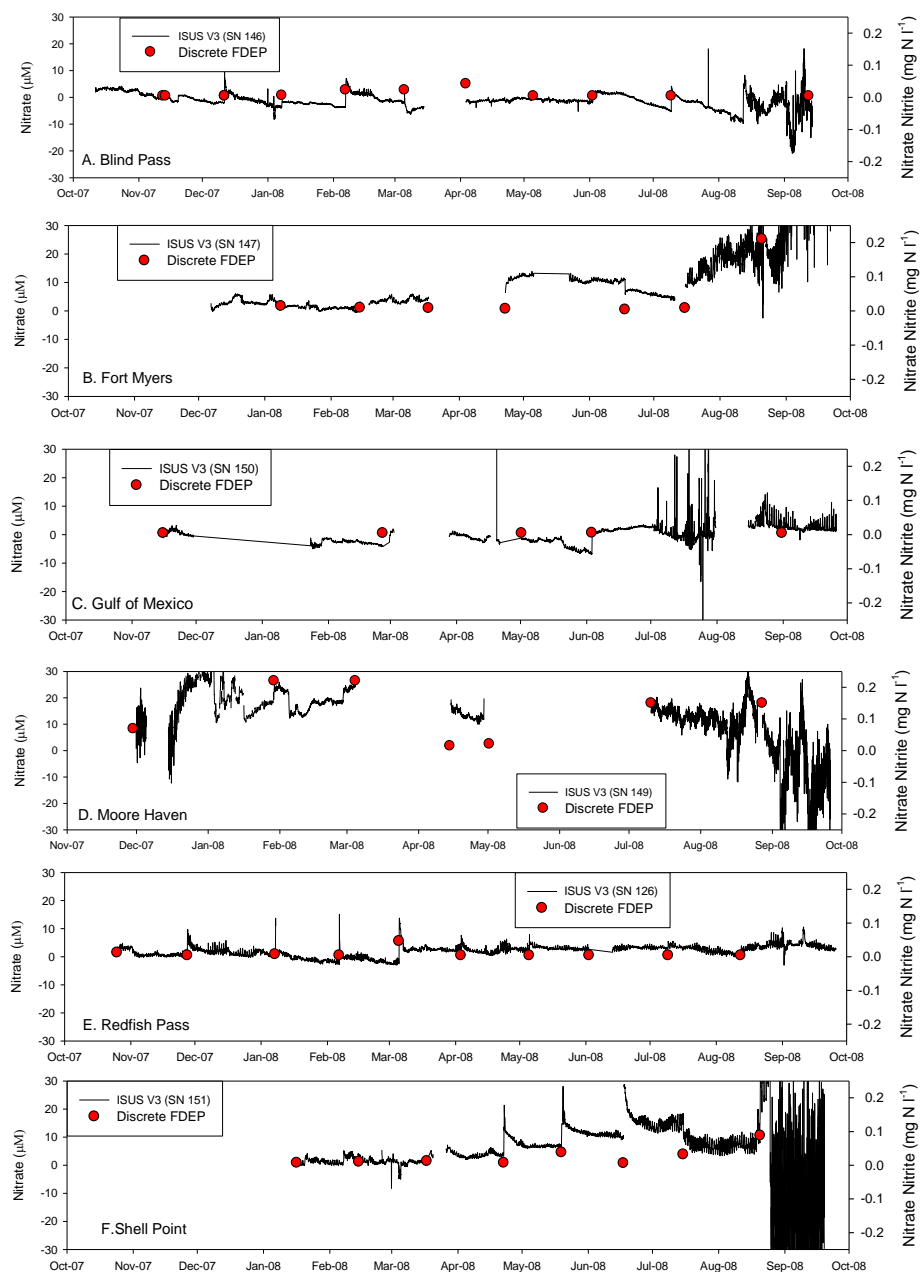 ISUS V3 (SN 146)
Discrete FDEP
Nitrate (µM)
30
20
10
0
-10
-20
-30
0.2
0.1
0.0
-0.1
-0.2
Nitrate Nitrite (mg N l⁻¹)
A. Blind Pass
Oct-07 Nov-07 Dec-07 Jan-08 Feb-08 Mar-08 Apr-08 May-08 Jun-08 Jul-08 Aug-08 Sep-08 Oct-08
ISUS V3 (SN 147)
Discrete FDEP
Nitrate (µM)
30
20
10
0
-10
-20
-30
0.2
0.1
0.0
-0.1
-0.2
Nitrate Nitrite (mg N l⁻¹)
B. Fort Myers
Oct-07 Nov-07 Dec-07 Jan-08 Feb-08 Mar-08 Apr-08 May-08 Jun-08 Jul-08 Aug-08 Sep-08 Oct-08
ISUS V3 (SN 150)
Discrete FDEP
Nitrate (µM)
30
20
10
0
-10
-20
-30
0.2
0.1
0.0
-0.1
-0.2
Nitrate Nitrite (mg N l⁻¹)
C. Gulf of Mexico
Oct-07 Nov-07 Dec-07 Jan-08 Feb-08 Mar-08 Apr-08 May-08 Jun-08 Jul-08 Aug-08 Sep-08 Oct-08
Nitrate (µM)
30
20
10
0
-10
-20
-30
0.2
0.1
0.0
-0.1
-0.2
Nitrate Nitrite (mg N l⁻¹)
ISUS V3 (SN 149)
Discrete FDEP
D. Moore Haven
Nov-07 Dec-07 Jan-08 Feb-08 Mar-08 Apr-08 May-08 Jun-08 Jul-08 Aug-08 Sep-08 Oct-08
ISUS V3 (SN 126)
Discrete FDEP
Nitrate (µM)
30
20
10
0
-10
-20
-30
0.2
0.1
0.0
-0.1
-0.2
Nitrate Nitrite (mg N l⁻¹)
E. Redfish Pass
Oct-07 Nov-07 Dec-07 Jan-08 Feb-08 Mar-08 Apr-08 May-08 Jun-08 Jul-08 Aug-08 Sep-08 Oct-08
ISUS V3 (SN 151)
Discrete FDEP
Nitrate (µM)
30
20
10
0
-10
-20
-30
0.2
0.1
0.0
-0.1
-0.2
Nitrate Nitrite (mg N l⁻¹)
F.Shell Point
Oct-07 Nov-07 Dec-07 Jan-08 Feb-08 Mar-08 Apr-08 May-08 Jun-08 Jul-08 Aug-08 Sep-08 Oct-08